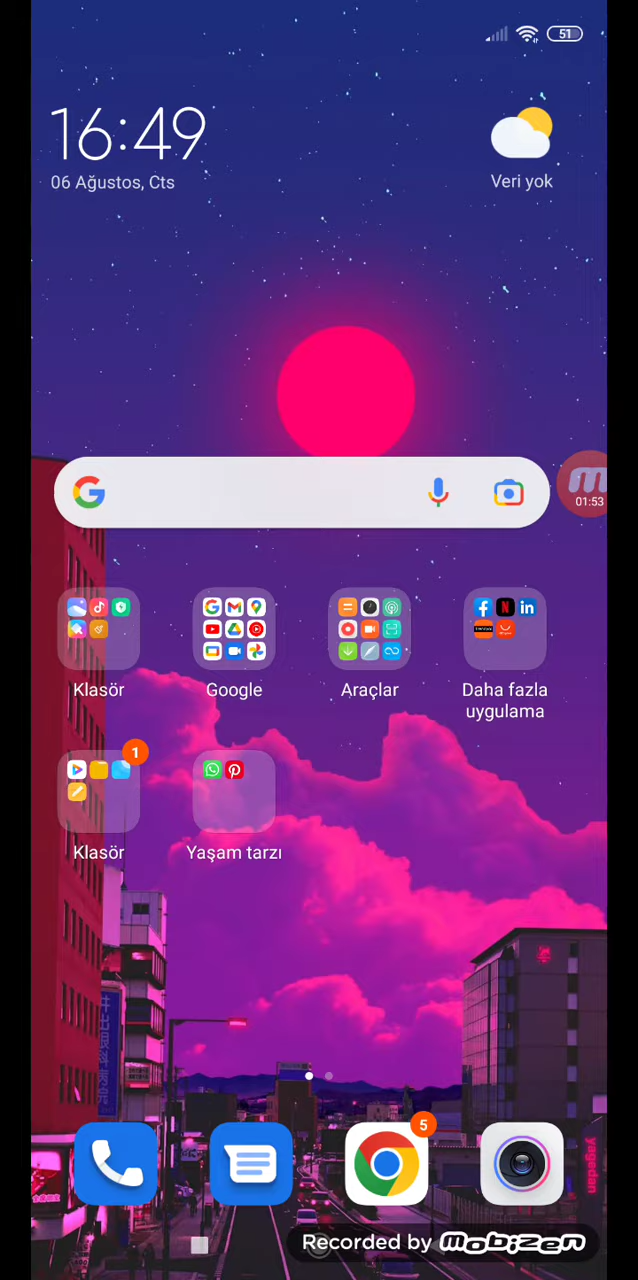 51
16:49
06 Ağustos, Cts
Veri yok
01:53
Klasör
Google
Araçlar
Daha fazla
uygulama
1
Klasör
Yaşam tarzı
5
Recorded by mobizen